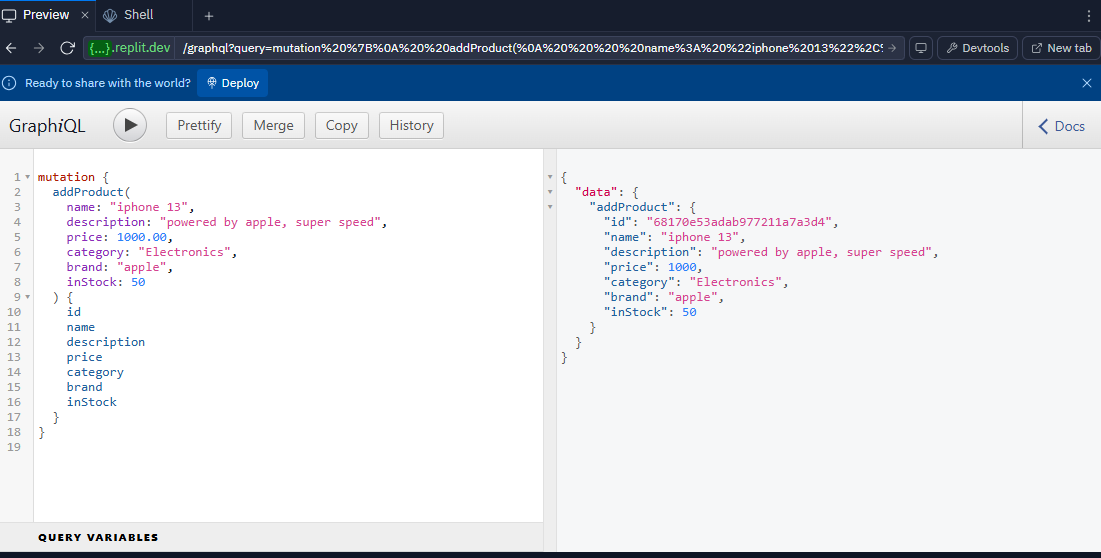 Preview × Shell +
{...}.replit.dev /graphql?query=mutation%20%7B%0A%20%20addProduct(%0A%20%20%20%20name%3A%20%22iphone%2013%22%2C% Devtools New tab
Ready to share with the world? Deploy ×
GraphiQL Prettify Merge Copy History Docs
1 mutation {
2 addProduct(
3 name: "iphone 13",
4 description: "powered by apple, super speed",
5 price: 1000.00,
6 category: "Electronics",
7 brand: "apple",
8 inStock: 50
9 ) {
10 id
11 name
12 description
13 price
14 category
15 brand
16 inStock
17 }
18 }
19
QUERY VARIABLES
{
"data": {
"addProduct": {
"id": "68170e53adab977211a7a3d4",
"name": "iphone 13",
"description": "powered by apple, super speed",
"price": 1000,
"category": "Electronics",
"brand": "apple",
"inStock": 50
}
}
}